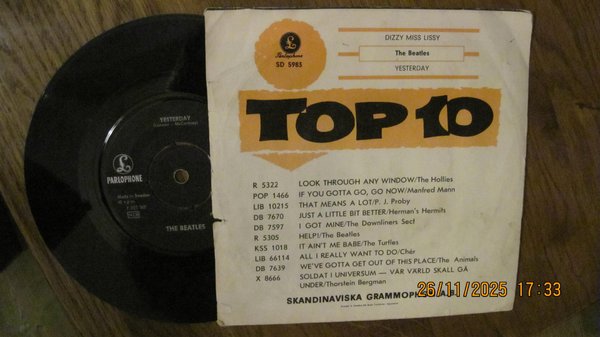 DIZZY MISS LISSY
Parlophone
The Beatles
SD 5983
YESTERDAY
TOP 10
R 5322 LOOK THROUGH ANY WINDOW/The Hollies
POP 1466 IF YOU GOTTA GO, GO NOW/Manfred Mann
LIB 10215 THAT MEANS A LOT/P. J. Proby
DB 7670 JUST A LITTLE BIT BETTER/Herman's Hermits
DB 7597 I GOT MINE/The Downliners Sect
R 5305 HELP!/The Beatles
KSS 1018 IT AIN'T ME BABE/The Turtles
LIB 66114 ALL I REALLY WANT TO DO/Chér
DB 7639 WE'VE GOTTA GET OUT OF THIS PLACE/The Animals
X 8666 SOLDAT I UNIVERSUM — VÅR VÄRLD SKALL GÅ
UNDER/Thorstein Bergman
SKANDINAVISKA GRAMMOPHON AB
YESTERDAY
(Lennon - McCartney)
PARLOPHONE
Made in Sweden
THE BEATLES
26/11/2025 17:33